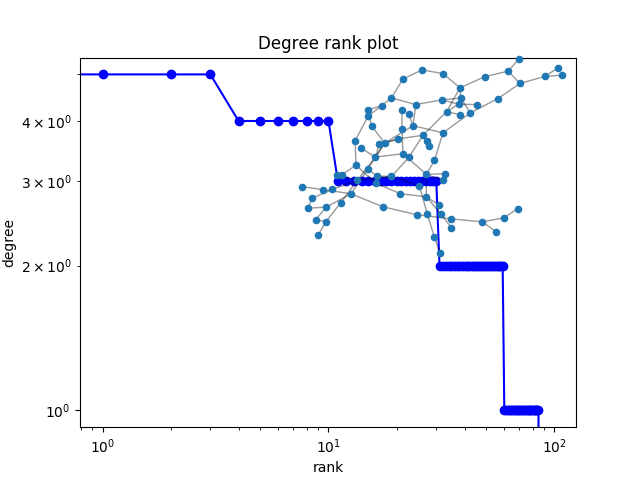 Degree rank plot
degree
4 × 10⁰
3 × 10⁰
2 × 10⁰
10⁰
10⁰ 10¹ 10²
rank